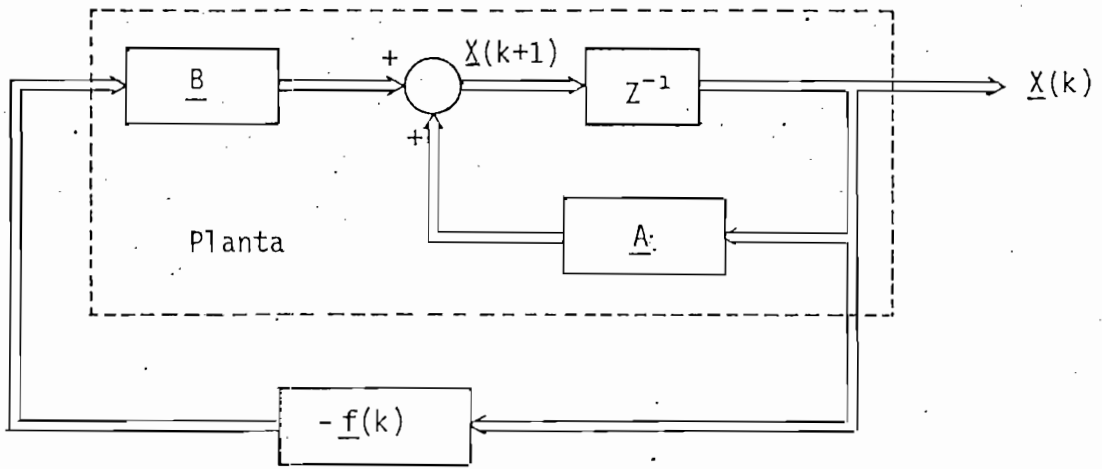 + X(k+1)
B
Z⁻¹
X(k)
+
Planta
A
-f(k)